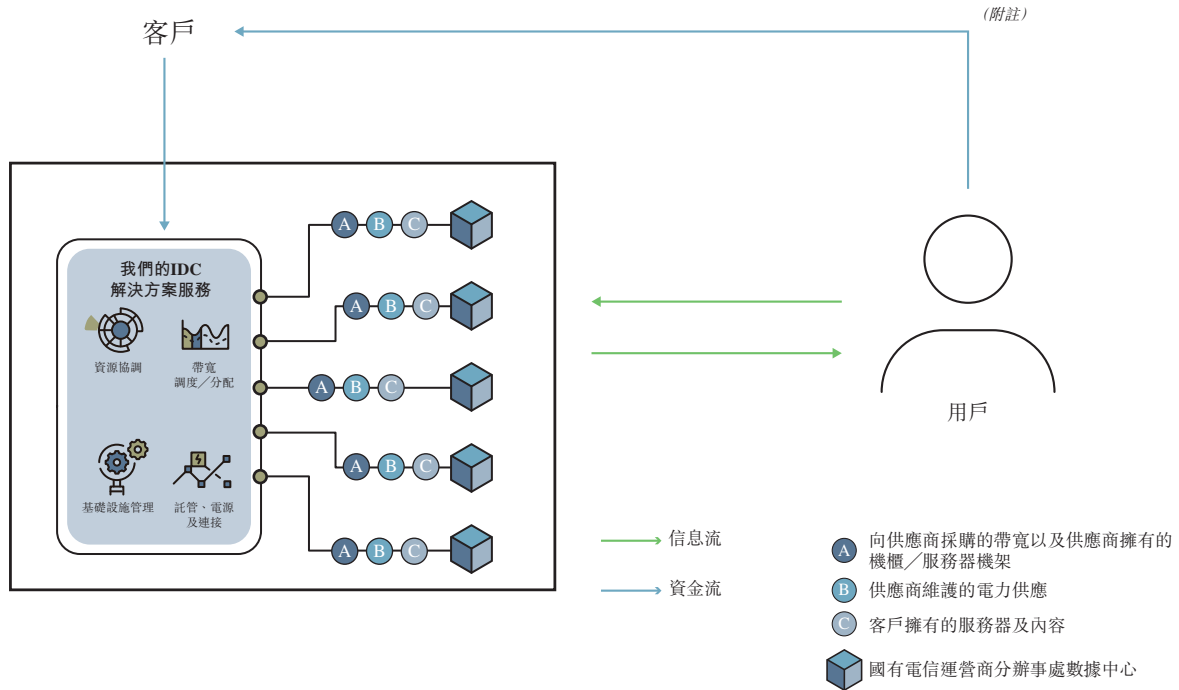 (附註)
客戶
我們的IDC
解決方案服務
資源協調
帶寬
調度／分配
基礎設施管理
託管、電源
及連接
A B C
A B C
A B C
A B C
A B C
用戶
信息流
資金流
A 向供應商採購的帶寬以及供應商擁有的
機櫃／服務器機架
B 供應商維護的電力供應
C 客戶擁有的服務器及內容
國有電信運營商分辦事處數據中心